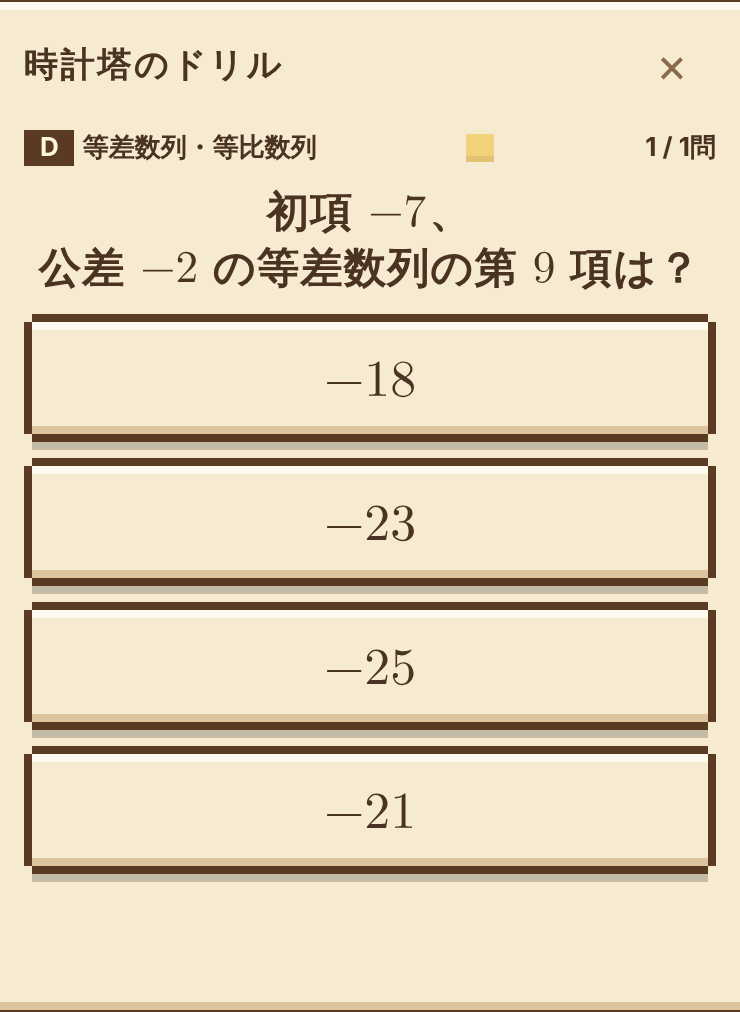 時計塔のドリル ×
D 等差数列・等比数列 1 / 1問
初項 −7、
公差 −2 の等差数列の第 9 項は？
−18
−23
−25
−21